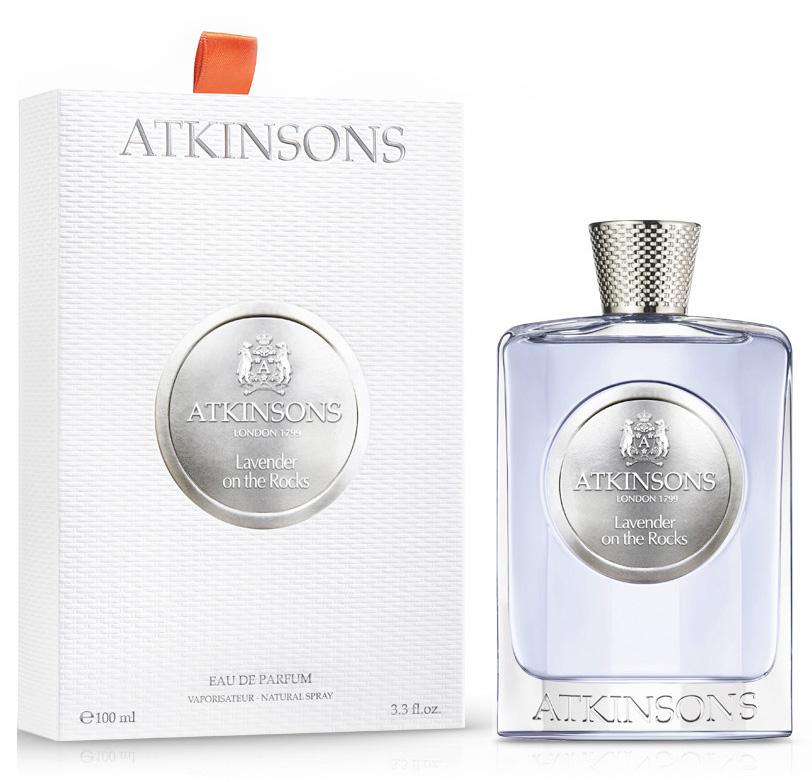 ATKINSONS
A
ATKINSONS
LONDON 1799
Lavender
on the Rocks
EAU DE PARFUM
VAPORISATEUR - NATURAL SPRAY
℮100 ml
3.3 fl.oz.
A
ATKINSONS
LONDON 1799
Lavender
on the Rocks
ATKINSONS